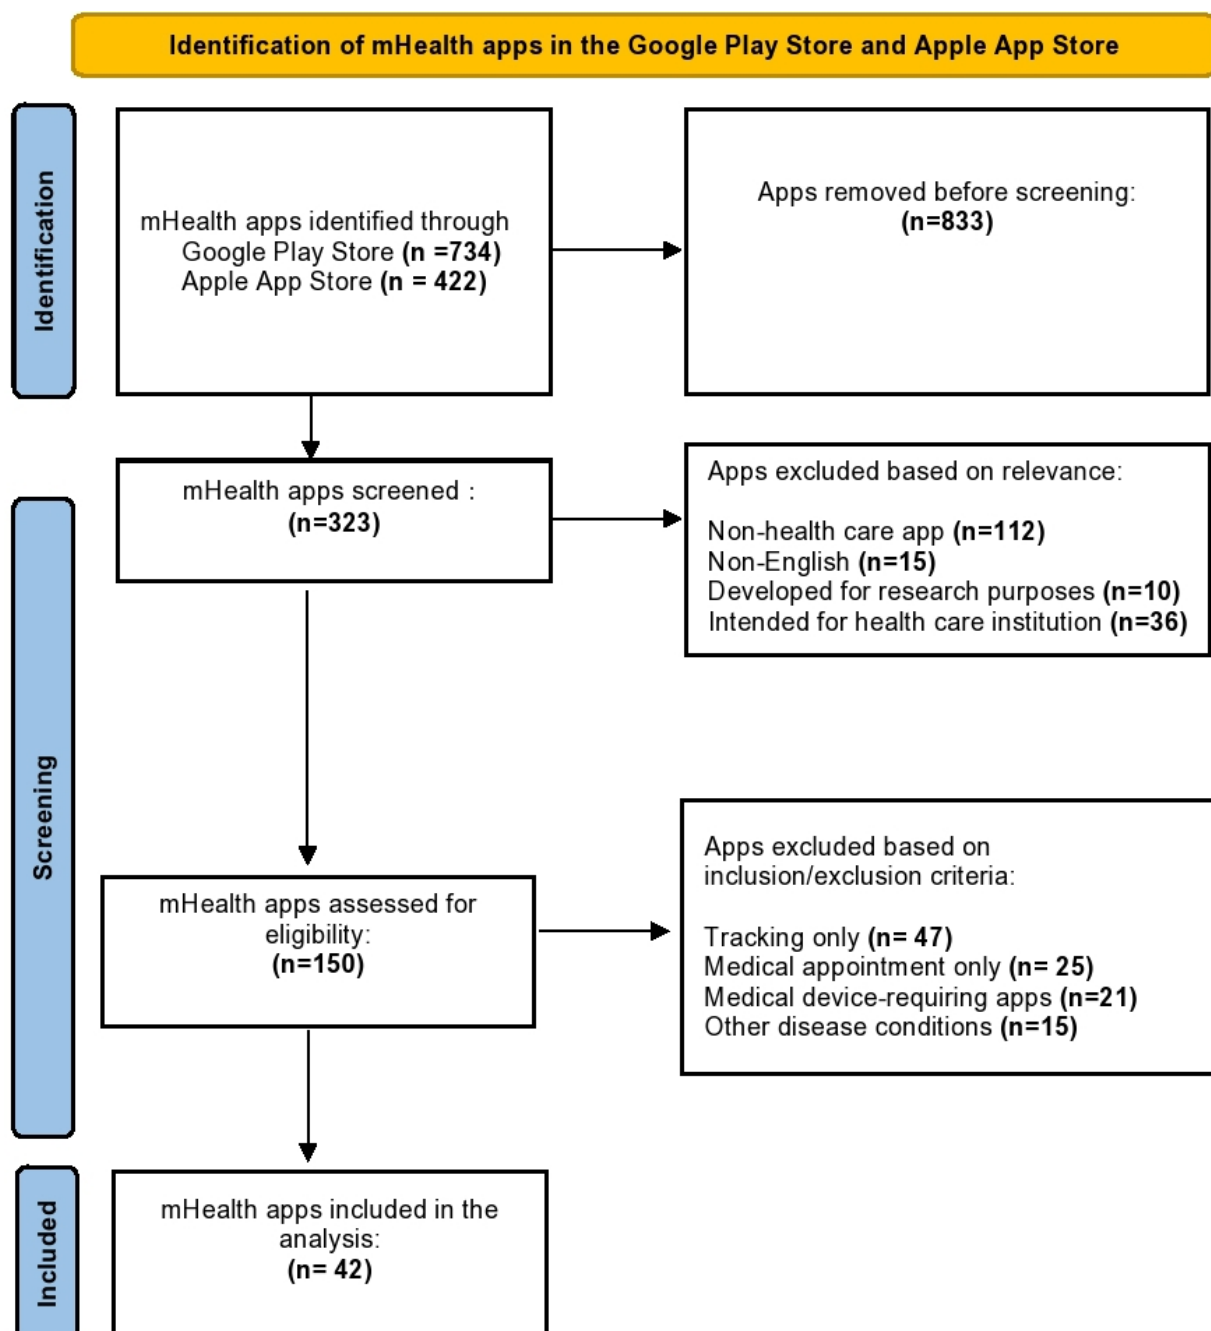 Identification of mHealth apps in the Google Play Store and Apple App Store
Identification
mHealth apps identified through
Google Play Store (n =734)
Apple App Store (n = 422)
Apps removed before screening:
(n=833)
Screening
mHealth apps screened :
(n=323)
Apps excluded based on relevance:
Non-health care app (n=112)
Non-English (n=15)
Developed for research purposes (n=10)
Intended for health care institution (n=36)
mHealth apps assessed for
eligibility:
(n=150)
Apps excluded based on
inclusion/exclusion criteria:
Tracking only (n= 47)
Medical appointment only (n= 25)
Medical device-requiring apps (n=21)
Other disease conditions (n=15)
Included
mHealth apps included in the
analysis:
(n= 42)